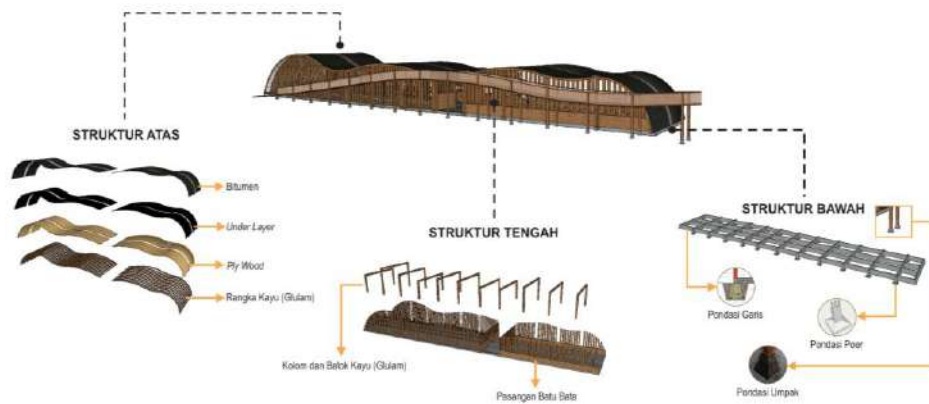 STRUKTUR ATAS
Bitumen
Under Layer
Ply Wood
Rangka Kayu (Glulam)
STRUKTUR TENGAH
Kolom dan Balok Kayu (Glulam)
Pasangan Batu Bata
STRUKTUR BAWAH
Pondasi Garis
Pondasi Poer
Pondasi Umpak